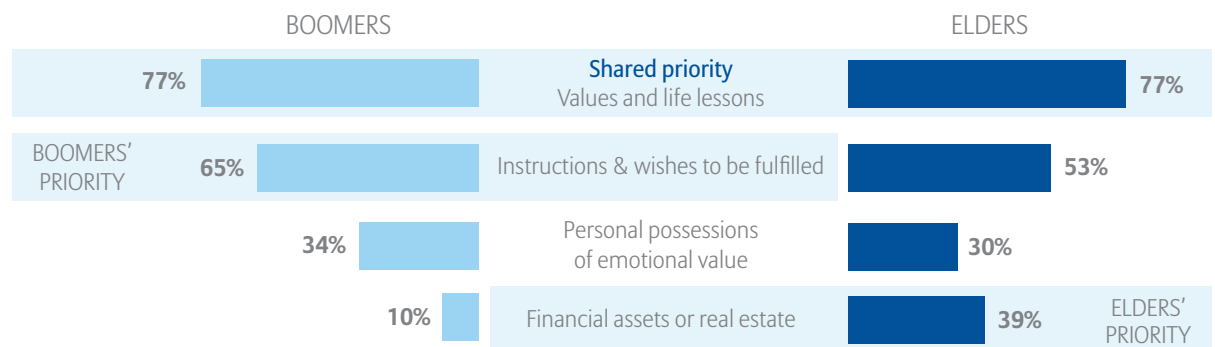 BOOMERS
ELDERS
77%
Shared priority
Values and life lessons
77%
BOOMERS'
PRIORITY
65%
Instructions & wishes to be fulfilled
53%
34%
Personal possessions
of emotional value
30%
10%
Financial assets or real estate
39%
ELDERS'
PRIORITY